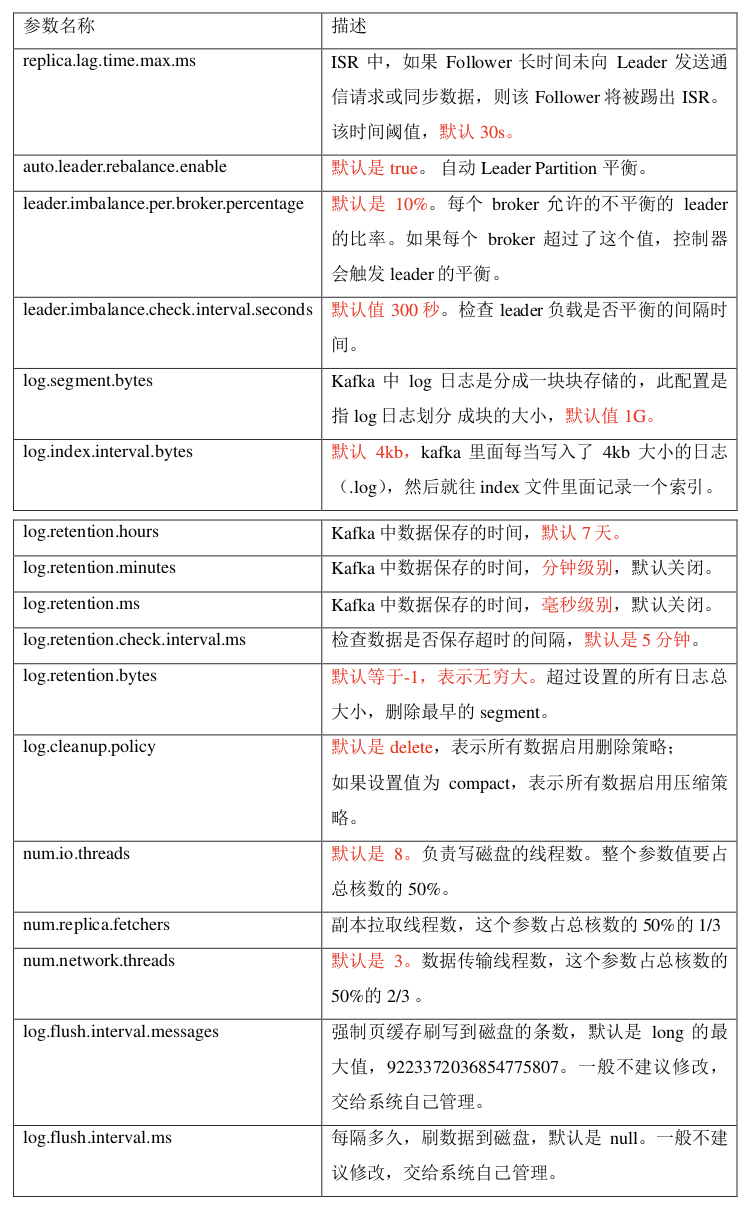 参数名称 描述
replica.lag.time.max.ms ISR 中，如果 Follower 长时间未向 Leader 发送通
信请求或同步数据，则该 Follower 将被踢出 ISR。
该时间阈值，默认 30s。
auto.leader.rebalance.enable 默认是 true。 自动 Leader Partition 平衡。
leader.imbalance.per.broker.percentage 默认是 10%。每个 broker 允许的不平衡的 leader
的比率。如果每个 broker 超过了这个值，控制器
会触发 leader 的平衡。
leader.imbalance.check.interval.seconds 默认值 300 秒。检查 leader 负载是否平衡的间隔时
间。
log.segment.bytes Kafka 中 log 日志是分成一块块存储的，此配置是
指 log 日志划分 成块的大小，默认值 1G。
log.index.interval.bytes 默认 4kb，kafka 里面每当写入了 4kb 大小的日志
（.log），然后就往 index 文件里面记录一个索引。
log.retention.hours Kafka 中数据保存的时间，默认 7 天。
log.retention.minutes Kafka 中数据保存的时间，分钟级别，默认关闭。
log.retention.ms Kafka 中数据保存的时间，毫秒级别，默认关闭。
log.retention.check.interval.ms 检查数据是否保存超时的间隔，默认是 5 分钟。
log.retention.bytes 默认等于-1，表示无穷大。超过设置的所有日志总
大小，删除最早的 segment。
log.cleanup.policy 默认是 delete，表示所有数据启用删除策略；
如果设置值为 compact，表示所有数据启用压缩策
略。
num.io.threads 默认是 8。负责写磁盘的线程数。整个参数值要占
总核数的 50%。
num.replica.fetchers 副本拉取线程数，这个参数占总核数的 50%的 1/3
num.network.threads 默认是 3。数据传输线程数，这个参数占总核数的
50%的 2/3 。
log.flush.interval.messages 强制页缓存刷写到磁盘的条数，默认是 long 的最
大值，9223372036854775807。一般不建议修改，
交给系统自己管理。
log.flush.interval.ms 每隔多久，刷数据到磁盘，默认是 null。一般不建
议修改，交给系统自己管理。